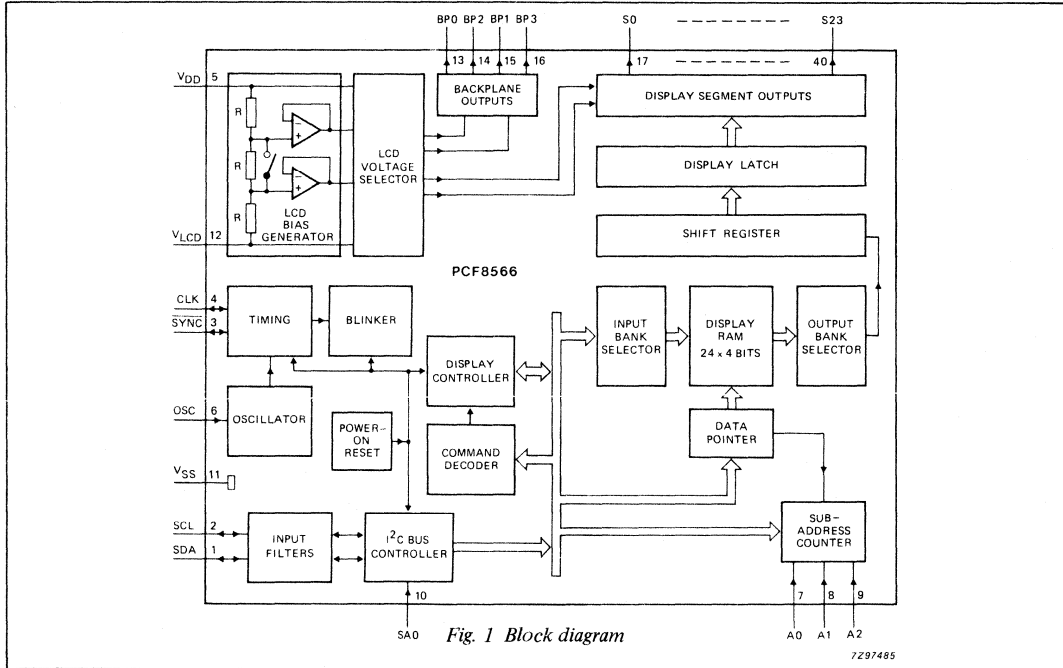 BP0 BP2 BP1 BP3
S0
S23
13 14 15 16
17
40
VDD 5
BACKPLANE
OUTPUTS
DISPLAY SEGMENT OUTPUTS
R
R
R
- +
- +
LCD
BIAS
GENERATOR
LCD
VOLTAGE
SELECTOR
DISPLAY LATCH
SHIFT REGISTER
VLCD 12
PCF8566
CLK 4
SYNC 3
TIMING
BLINKER
DISPLAY
CONTROLLER
INPUT
BANK
SELECTOR
DISPLAY
RAM
24 x 4 BITS
OUTPUT
BANK
SELECTOR
OSC 6
OSCILLATOR
POWER-
ON
RESET
COMMAND
DECODER
DATA
POINTER
VSS 11
SCL 2
SDA 1
INPUT
FILTERS
I²C BUS
CONTROLLER
SUB-
ADDRESS
COUNTER
10
SA0
7 8 9
A0 A1 A2
Fig. 1 Block diagram
7Z97485